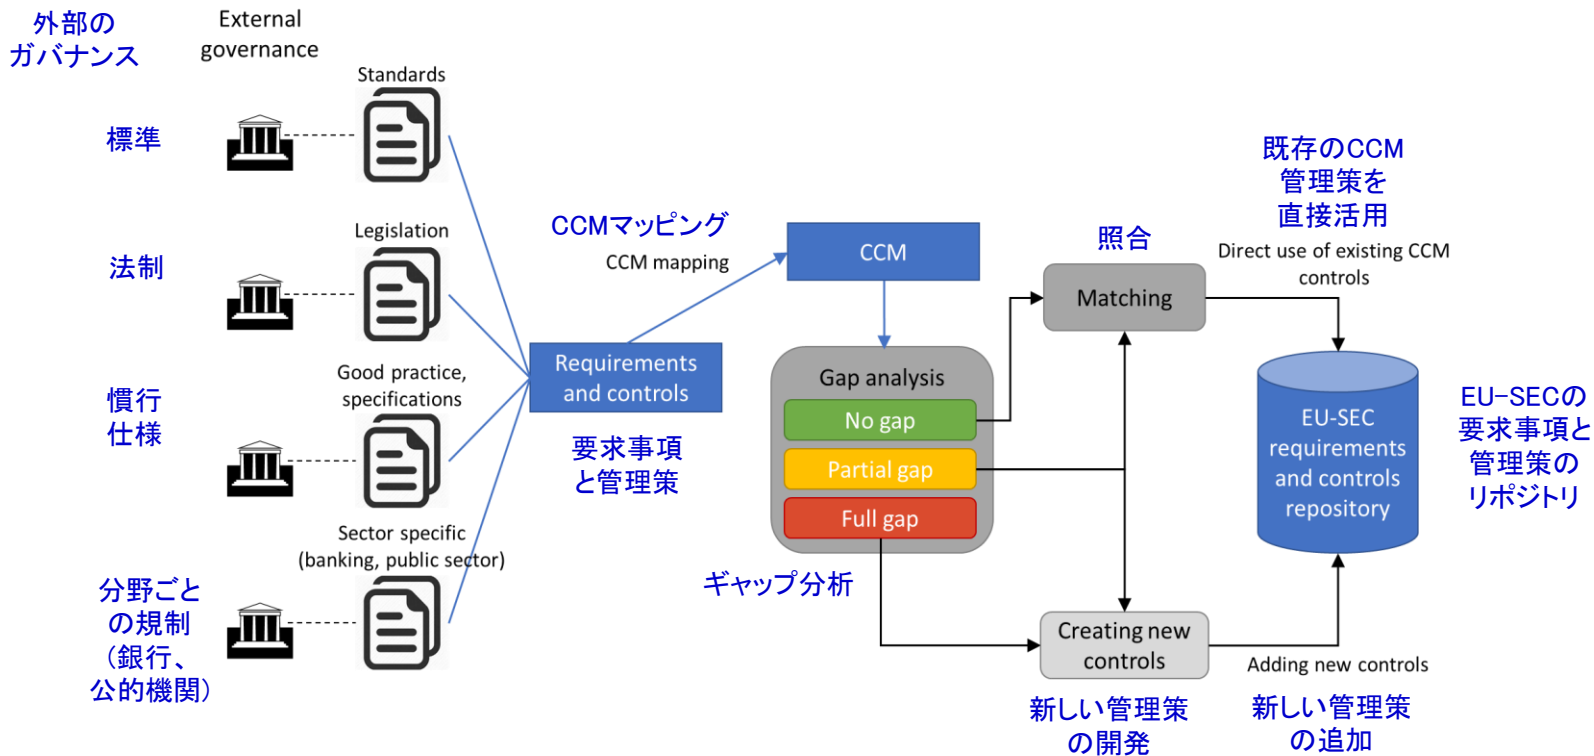 外部の
ガバナンス
External
governance
Standards
標準
Legislation
法制
Good practice,
specifications
慣行
仕様
Sector specific
(banking, public sector)
分野ごと
の規制
(銀行、
公的機関)
Requirements
and controls
要求事項
と管理策
CCMマッピング
CCM mapping
CCM
Gap analysis
No gap
Partial gap
Full gap
ギャップ分析
照合
Matching
既存のCCM
管理策を
直接活用
Direct use of existing CCM
controls
EU-SEC
requirements
and controls
repository
EU-SECの
要求事項と
管理策の
リポジトリ
Creating new
controls
新しい管理策
の開発
Adding new controls
新しい管理策
の追加